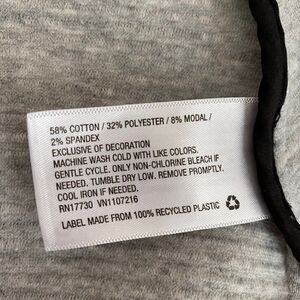 58% COTTON / 32% POLYESTER / 8% MODAL /
2% SPANDEX
EXCLUSIVE OF DECORATION
MACHINE WASH COLD WITH LIKE COLORS.
GENTLE CYCLE. ONLY NON-CHLORINE BLEACH IF
NEEDED. TUMBLE DRY LOW. REMOVE PROMPTLY.
COOL IRON IF NEEDED.
RN17730 VN1107216
LABEL MADE FROM 100% RECYCLED PLASTIC